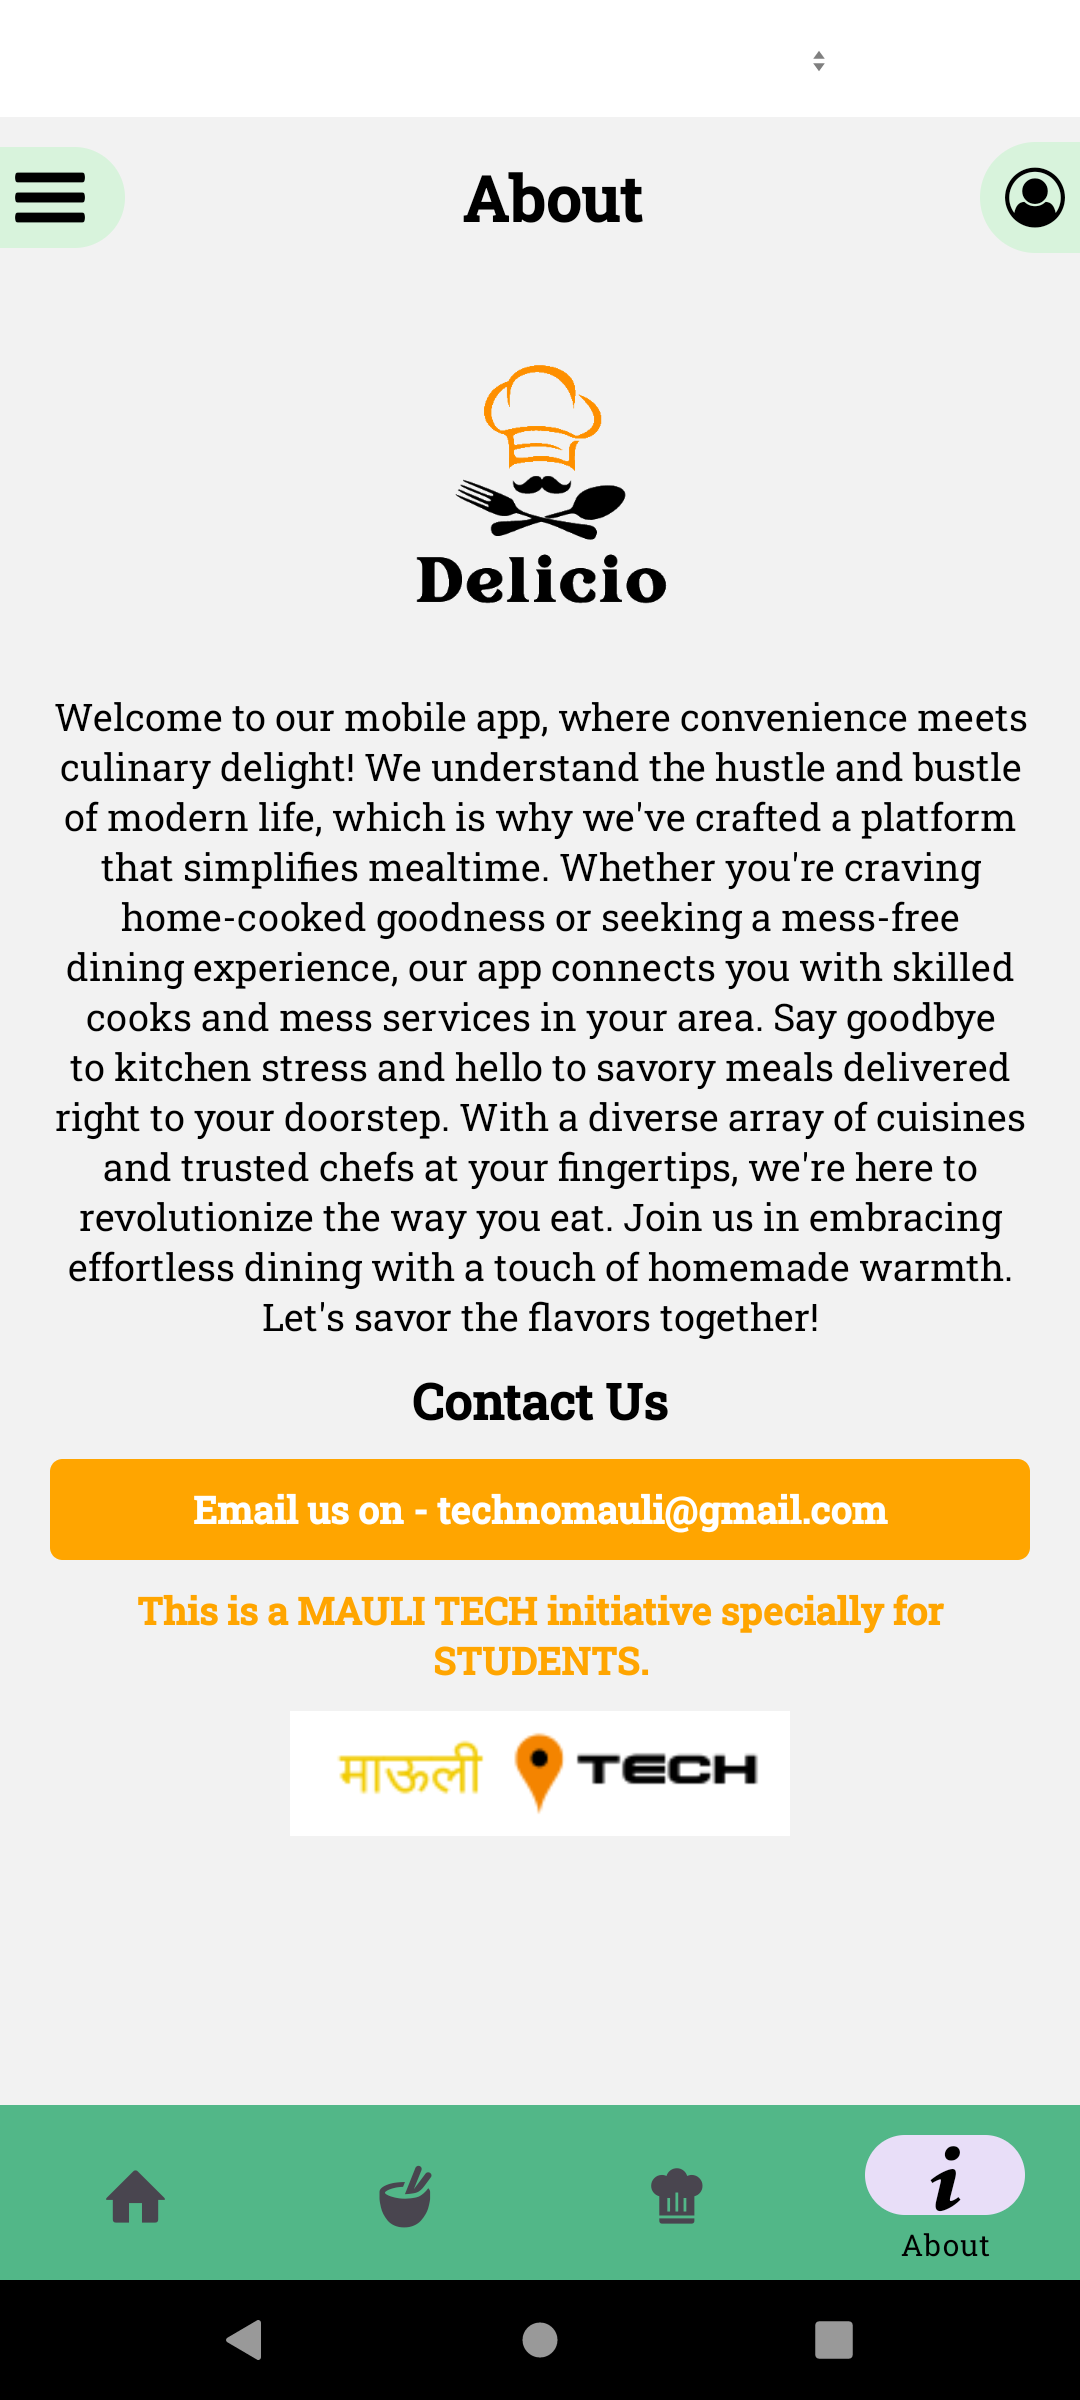 About
Delicio
Welcome to our mobile app, where convenience meets
culinary delight! We understand the hustle and bustle
of modern life, which is why we've crafted a platform
that simplifies mealtime. Whether you're craving
home-cooked goodness or seeking a mess-free
dining experience, our app connects you with skilled
cooks and mess services in your area. Say goodbye
to kitchen stress and hello to savory meals delivered
right to your doorstep. With a diverse array of cuisines
and trusted chefs at your fingertips, we're here to
revolutionize the way you eat. Join us in embracing
effortless dining with a touch of homemade warmth.
Let's savor the flavors together!
Contact Us
Email us on - technomauli@gmail.com
This is a MAULI TECH initiative specially for
STUDENTS.
माऊली TECH
About